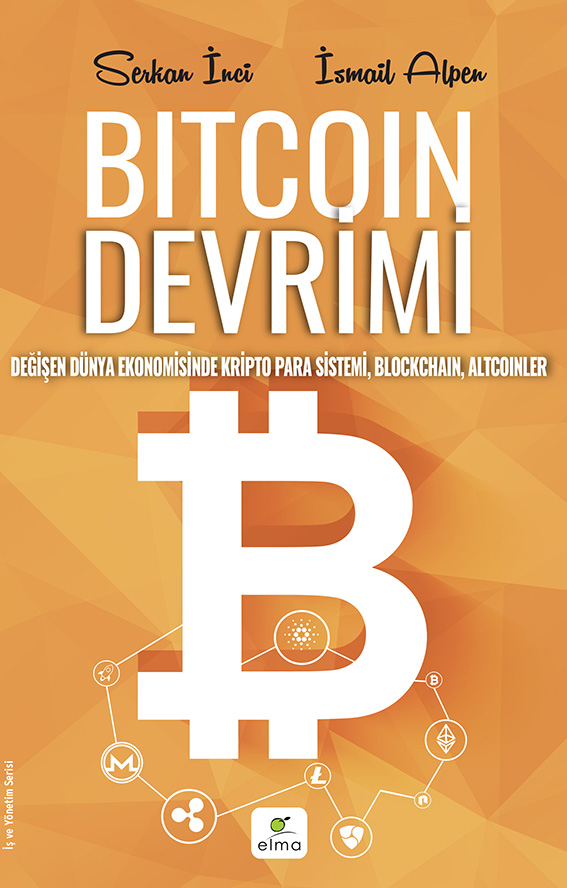 Serkan İnci İsmail Alpen
BITCOIN
DEVRİMİ
DEĞİŞEN DÜNYA EKONOMİSİNDE KRİPTO PARA SİSTEMİ, BLOCKCHAIN, ALTCOINLER
elma
İş ve Yönetim Serisi